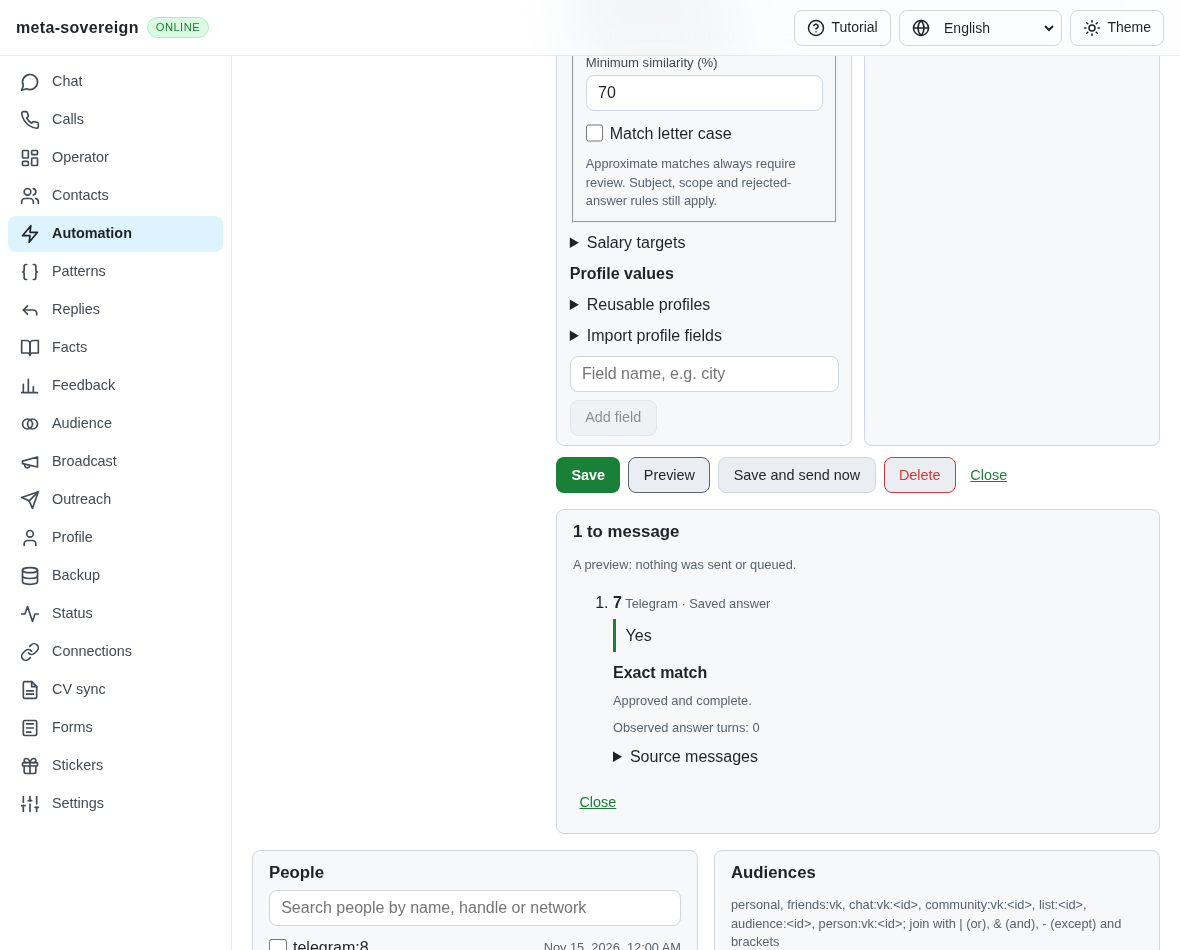 meta-sovereign ONLINE Tutorial English Theme
Chat
Calls
Operator
Contacts
Automation
Patterns
Replies
Facts
Feedback
Audience
Broadcast
Outreach
Profile
Backup
Status
Connections
CV sync
Forms
Stickers
Settings
Minimum similarity (%)
70
Match letter case
Approximate matches always require
review. Subject, scope and rejected-
answer rules still apply.
Salary targets
Profile values
Reusable profiles
Import profile fields
Field name, e.g. city
Add field
Save Preview Save and send now Delete Close
1 to message
A preview: nothing was sent or queued.
1. 7 Telegram · Saved answer
Yes
Exact match
Approved and complete.
Observed answer turns: 0
Source messages
Close
People
Search people by name, handle or network
telegram:8 Nov 15, 2026, 12:00 AM
Audiences
personal, friends:vk, chat:vk:<id>, community:vk:<id>, list:<id>,
audience:<id>, person:vk:<id>; join with | (or), & (and), - (except) and
brackets